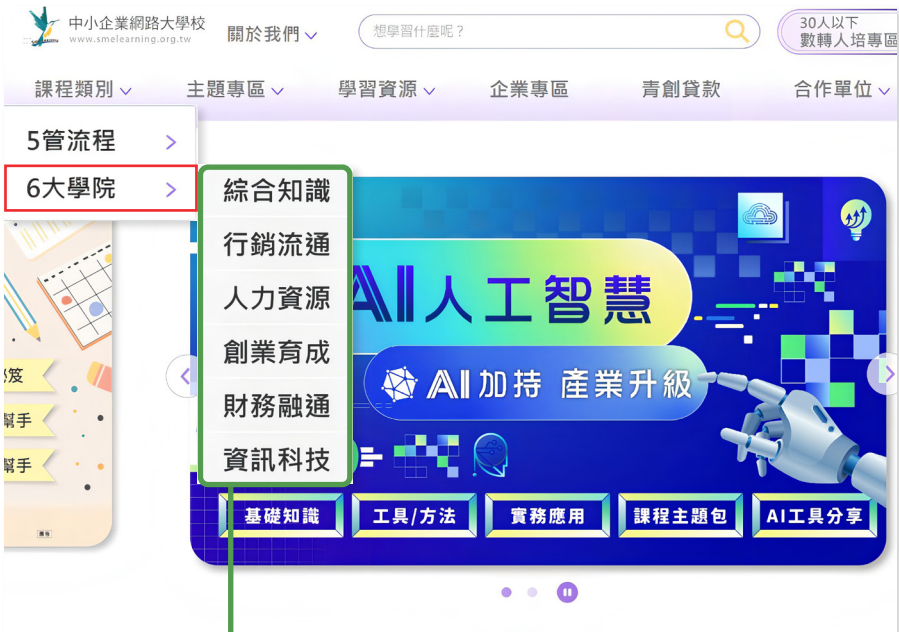 中小企業網路大學校
www.smelearning.org.tw
關於我們
想學習什麼呢？
30人以下
數轉人培專區
課程類別
主題專區
學習資源
企業專區
青創貸款
合作單位
5管流程
6大學院
綜合知識
行銷流通
人力資源
創業育成
財務融通
資訊科技
AI人工智慧
AI加持 產業升級
笈
幫手
幫手
基礎知識
工具/方法
實務應用
課程主題包
AI工具分享